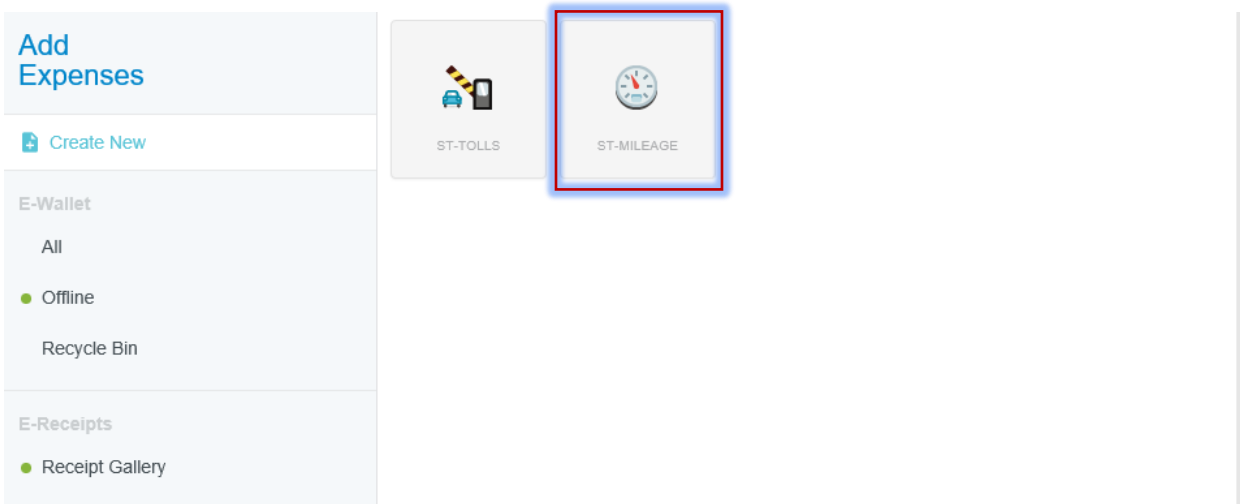 Add
Expenses
Create New
E-Wallet
All
Offline
Recycle Bin
E-Receipts
Receipt Gallery
ST-TOLLS
ST-MILEAGE